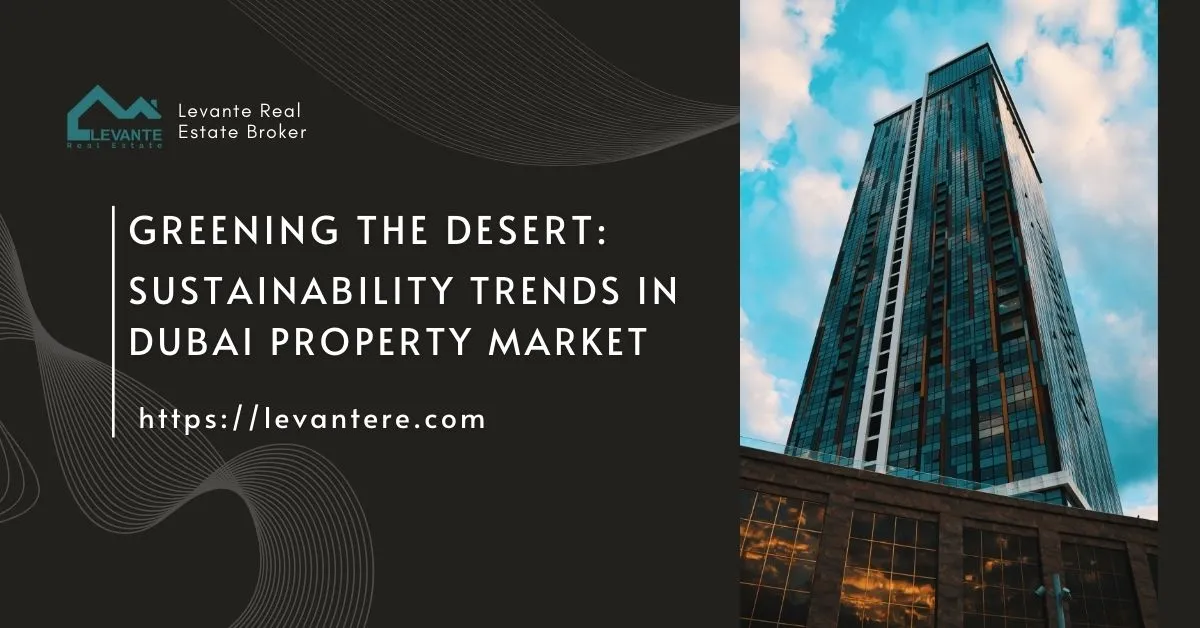 LEVANTE
Real Estate
Levante Real
Estate Broker
GREENING THE DESERT:
SUSTAINABILITY TRENDS IN
DUBAI PROPERTY MARKET
https://levantere.com